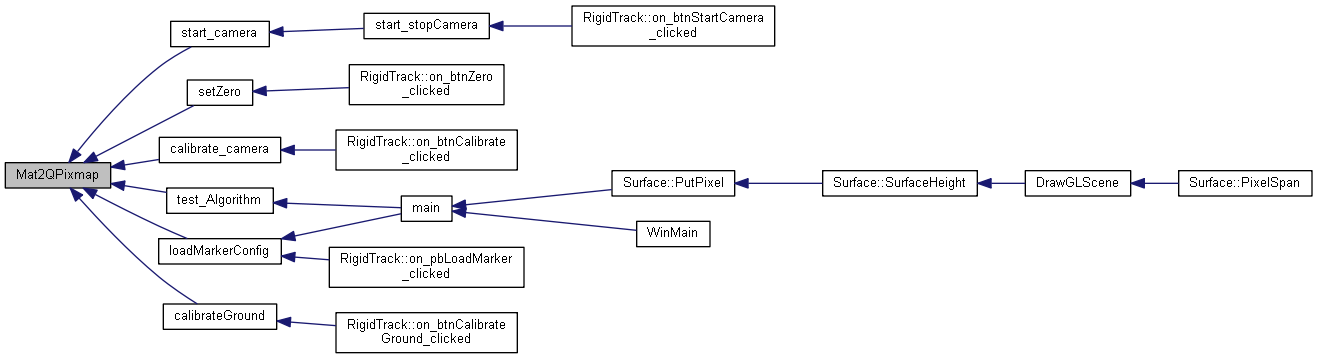 Mat2QPixmap
start_camera
start_stopCamera
RigidTrack::on_btnStartCamera
_clicked
setZero
RigidTrack::on_btnZero
_clicked
calibrate_camera
RigidTrack::on_btnCalibrate
_clicked
test_Algorithm
main
Surface::PutPixel
Surface::SurfaceHeight
DrawGLScene
Surface::PixelSpan
WinMain
loadMarkerConfig
RigidTrack::on_pbLoadMarker
_clicked
calibrateGround
RigidTrack::on_btnCalibrate
Ground_clicked